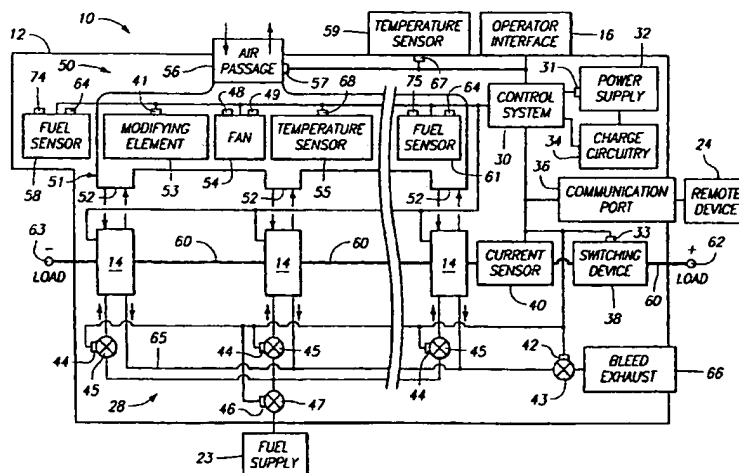 10
12
50
56
AIR
PASSAGE
57
59
TEMPERATURE
SENSOR
67
OPERATOR
INTERFACE
16
31
32
POWER
SUPPLY
CONTROL
SYSTEM
30
34
CHARGE
CIRCUITRY
36
COMMUNICATION
PORT
24
REMOTE
DEVICE
74
64
FUEL
SENSOR
58
51
41
MODIFYING
ELEMENT
53
48
49
FAN
54
68
TEMPERATURE
SENSOR
55
75
64
FUEL
SENSOR
61
52
52
52
63
−
LOAD
14
60
14
60
14
CURRENT
SENSOR
40
33
SWITCHING
DEVICE
38
60
+
62
LOAD
44
45
65
44
45
44
45
42
43
BLEED
EXHAUST
66
28
46
47
23
FUEL
SUPPLY